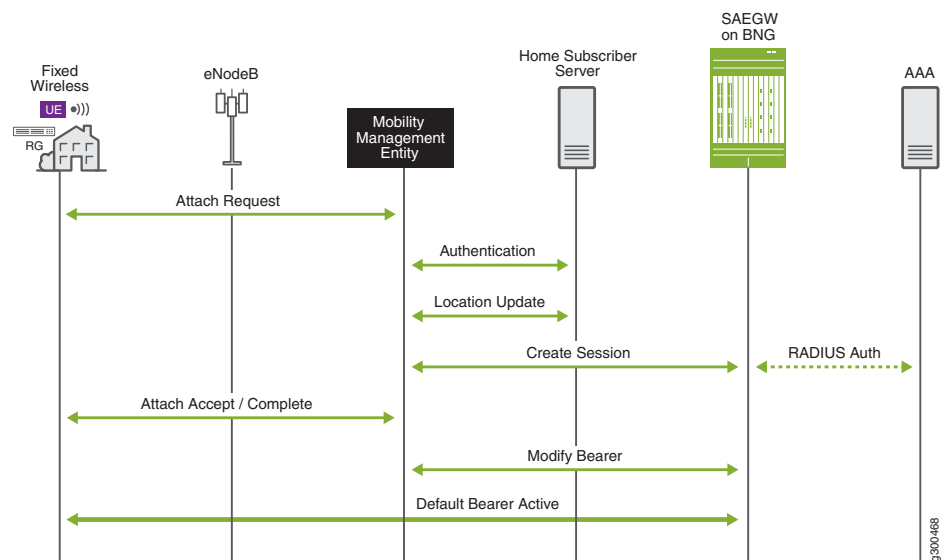 SAEGW
on BNG
Fixed
Wireless
eNodeB
Home Subscriber
Server
AAA
UE
RG
Mobility
Management
Entity
Attach Request
Authentication
Location Update
Create Session
RADIUS Auth
Attach Accept / Complete
Modify Bearer
Default Bearer Active
g300468